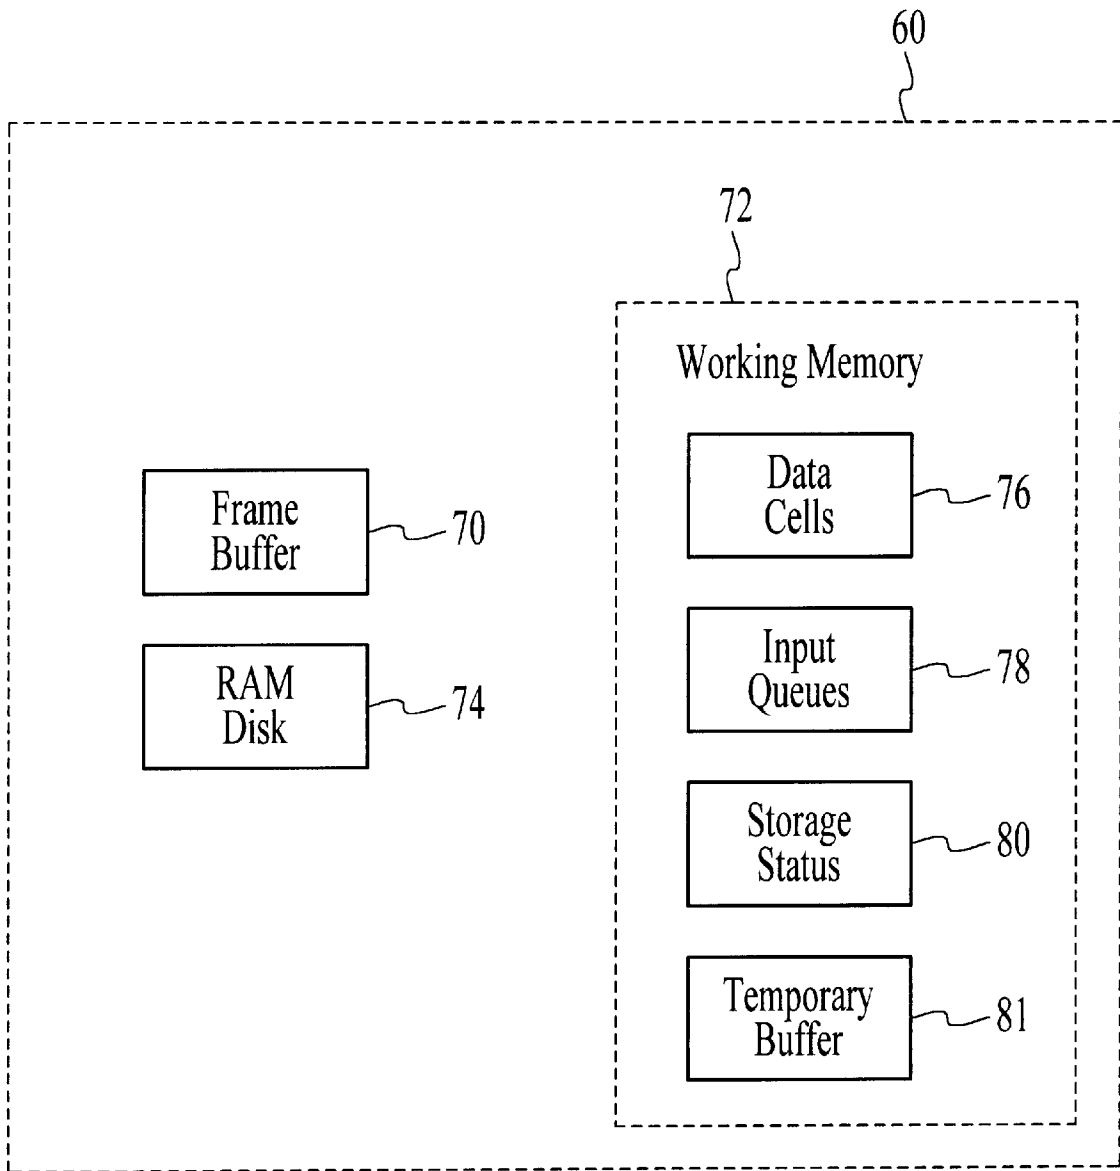 60
72
Working Memory
Data
Cells
76
Frame
Buffer
70
Input
Queues
78
RAM
Disk
74
Storage
Status
80
Temporary
Buffer
81